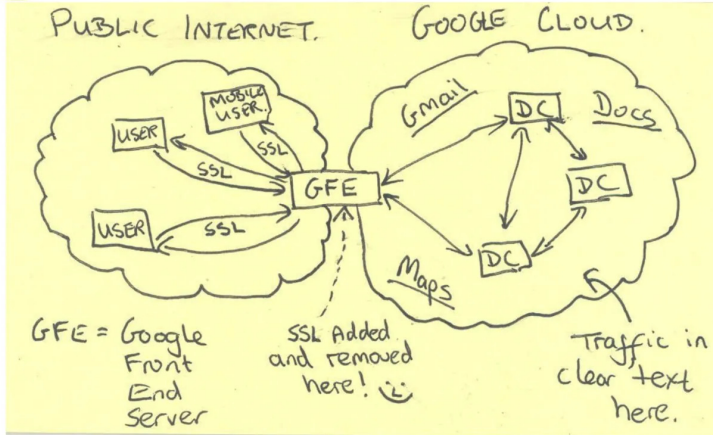 PUBLIC INTERNET.
GOOGLE CLOUD.
MOBILE
USER.
USER
SSL
SSL
USER
SSL
GFE
Gmail
DC
Docs
DC
DC
Maps
GFE = Google
Front
End
Server
SSL Added
and removed
here!
Traffic in
clear text
here.